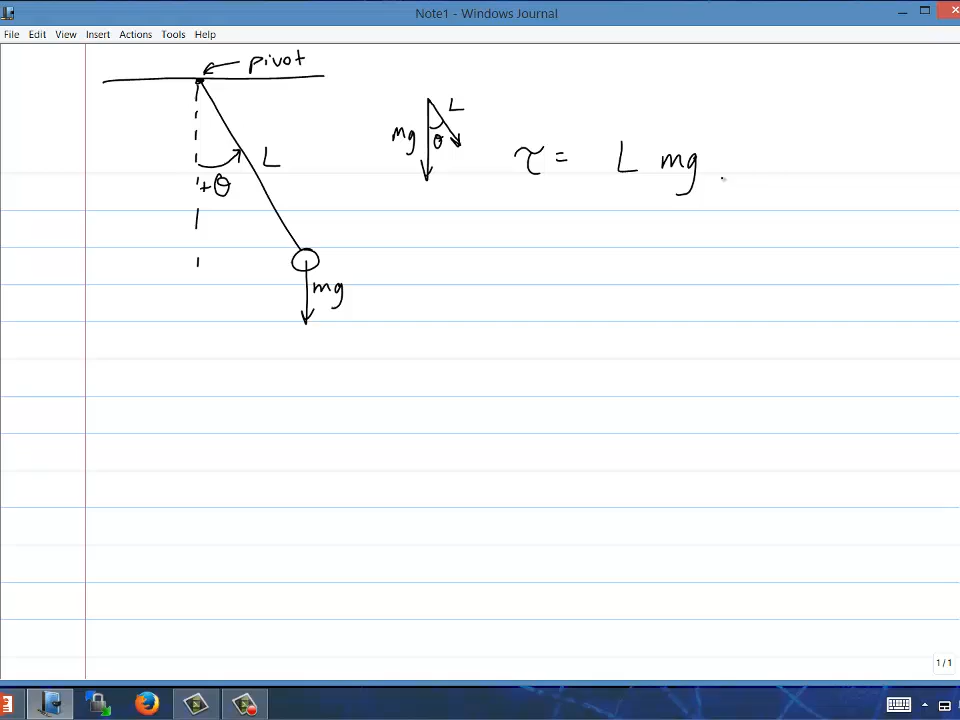 Note1 - Windows Journal
File Edit View Insert Actions Tools Help
pivot
L
mg
θ
τ = L mg
L
+θ
mg
1/1